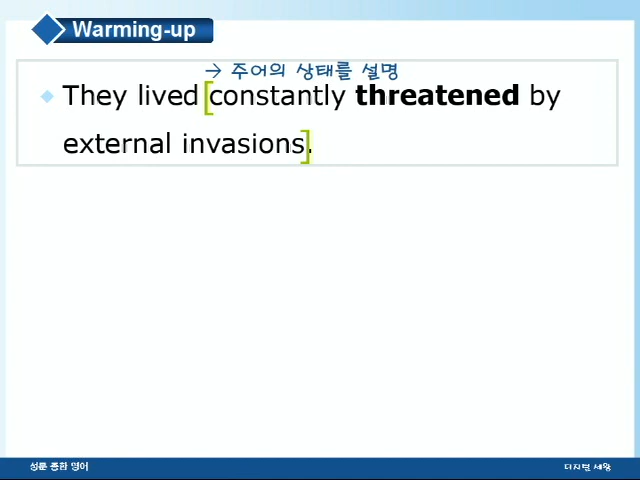 Warming-up
→ 주어의 상태를 설명
They lived [constantly threatened by
external invasions].
성문 종합 영어
디지털 세왕